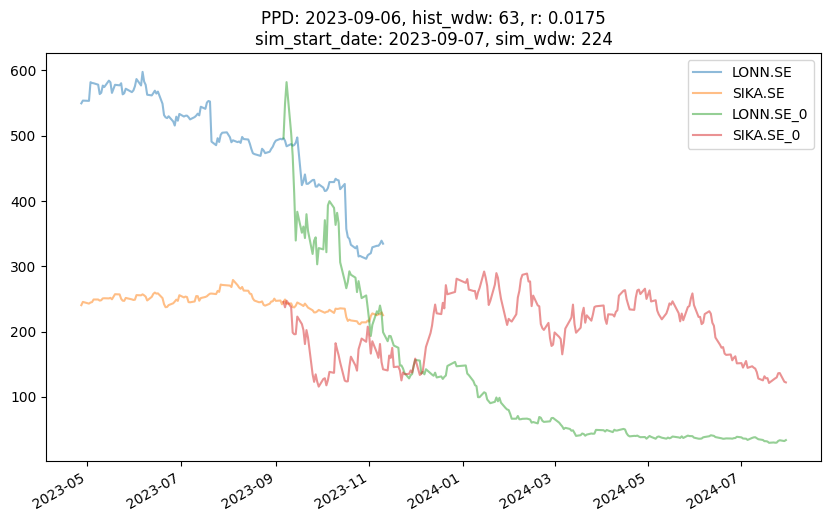 PPD: 2023-09-06, hist_wdw: 63, r: 0.0175
sim_start_date: 2023-09-07, sim_wdw: 224
LONN.SE
SIKA.SE
LONN.SE_0
SIKA.SE_0
600
500
400
300
200
100
2023-05
2023-07
2023-09
2023-11
2024-01
2024-03
2024-05
2024-07